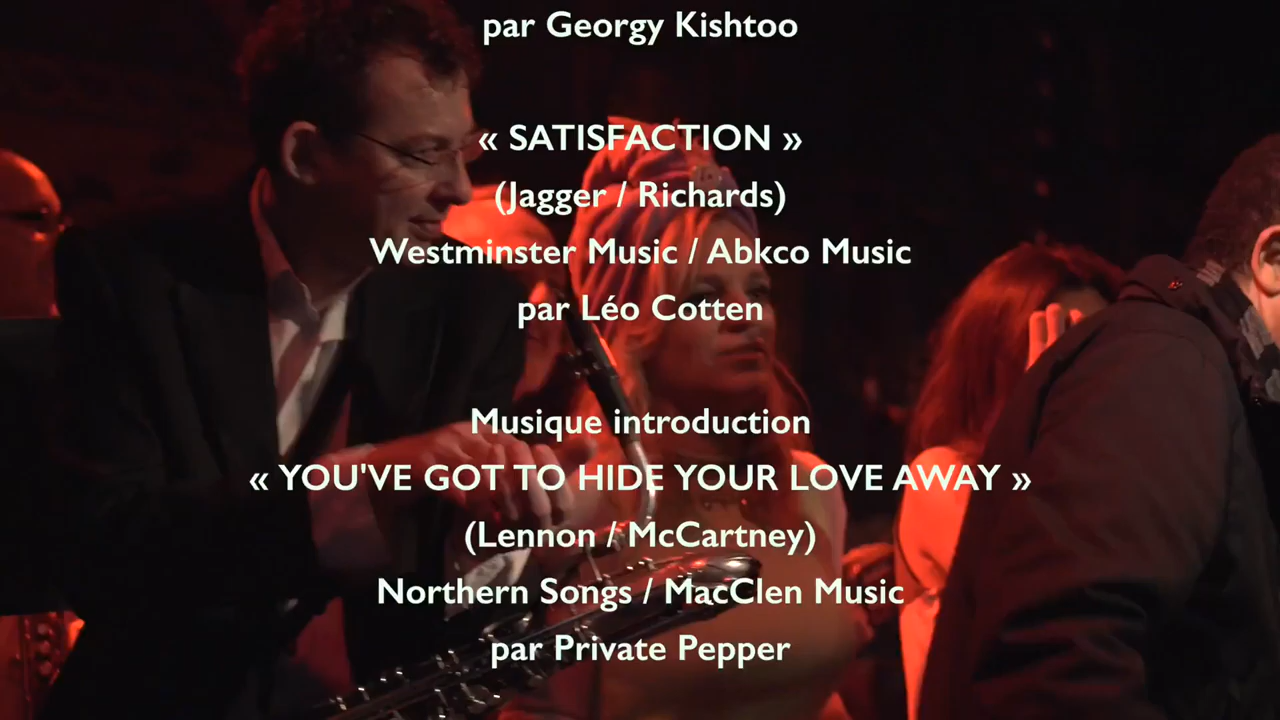 par Georgy Kishtoo
« SATISFACTION »
(Jagger / Richards)
Westminster Music / Abkco Music
par Léo Cotten
Musique introduction
« YOU'VE GOT TO HIDE YOUR LOVE AWAY »
(Lennon / McCartney)
Northern Songs / MacClen Music
par Private Pepper